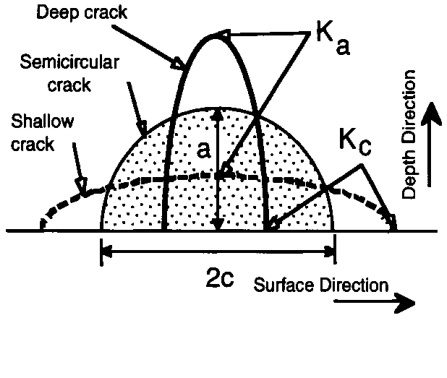 Deep crack
Semicircular
crack
Shallow
crack
Ka
Kc
a
2c
Surface Direction
Depth Direction